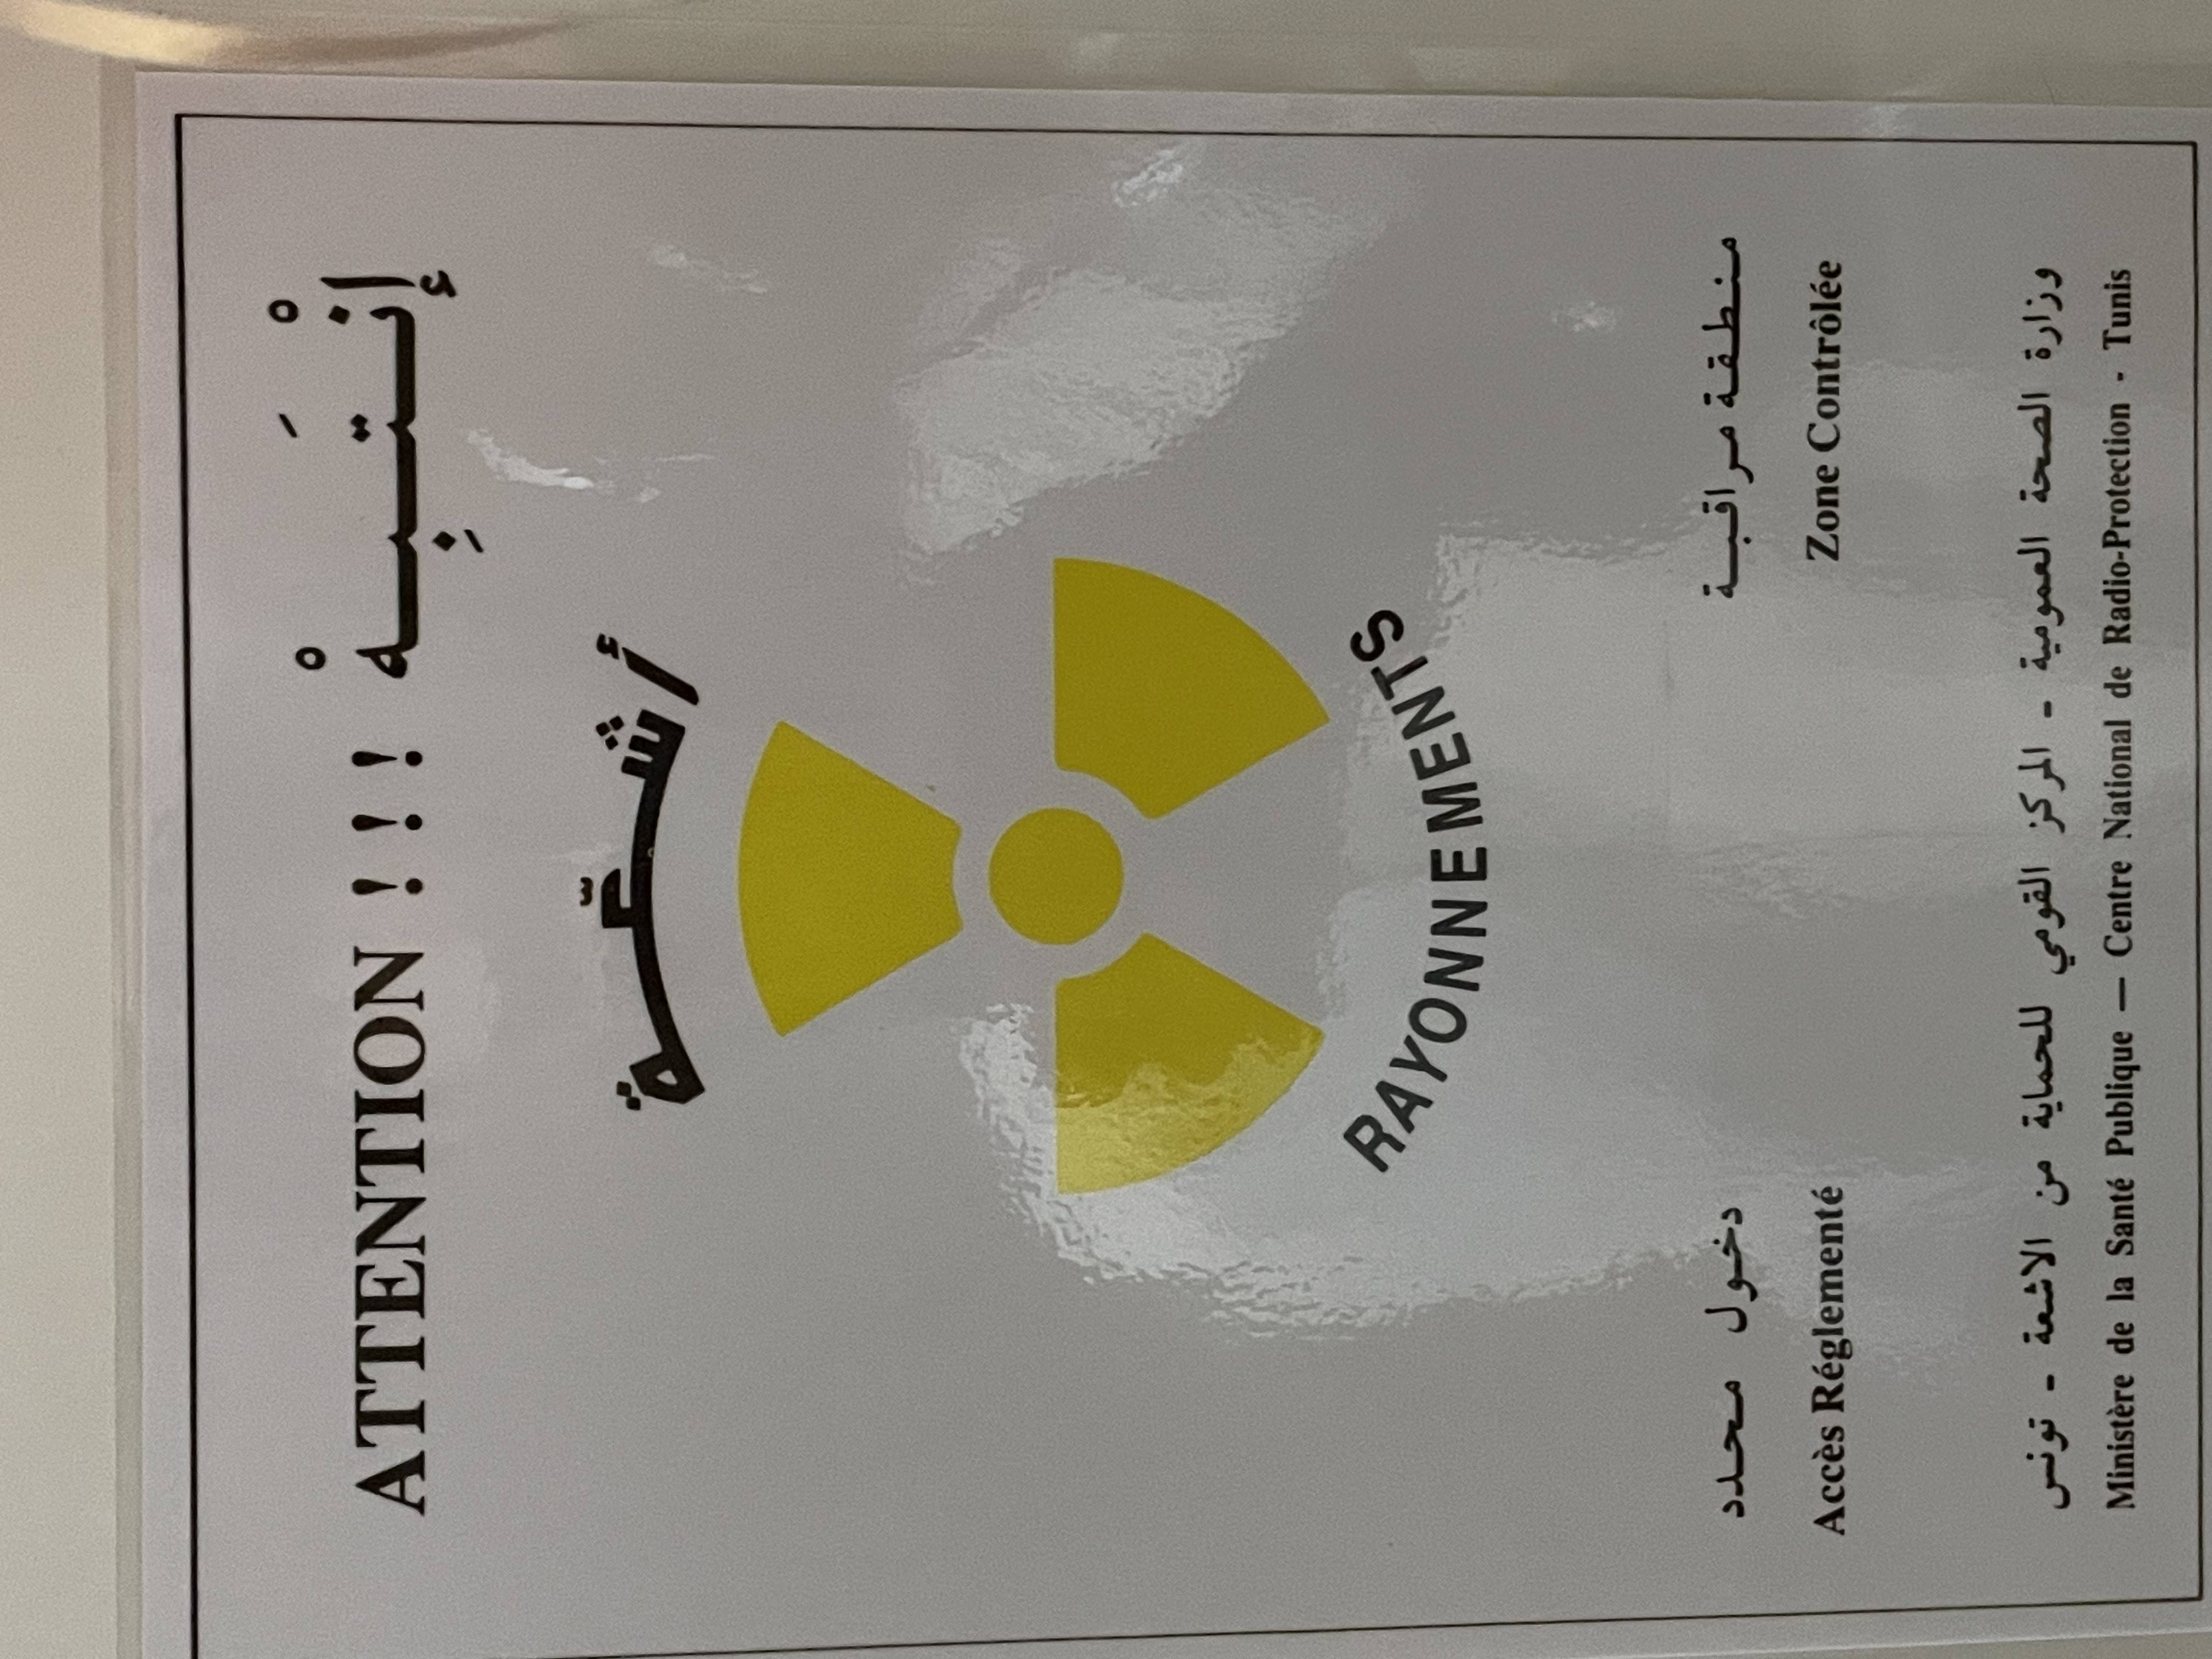 ATTENTION ! ! ! إنْتَبِهْ
أشعّة
RAYONNEMENTS
دخول محدد
منطقة مراقبة
Accès Réglementé
Zone Contrôlée
وزارة الصحة العمومية - المركز القومي للحماية من الاشعة - تونس
Ministère de la Santé Publique — Centre National de Radio-Protection - Tunis